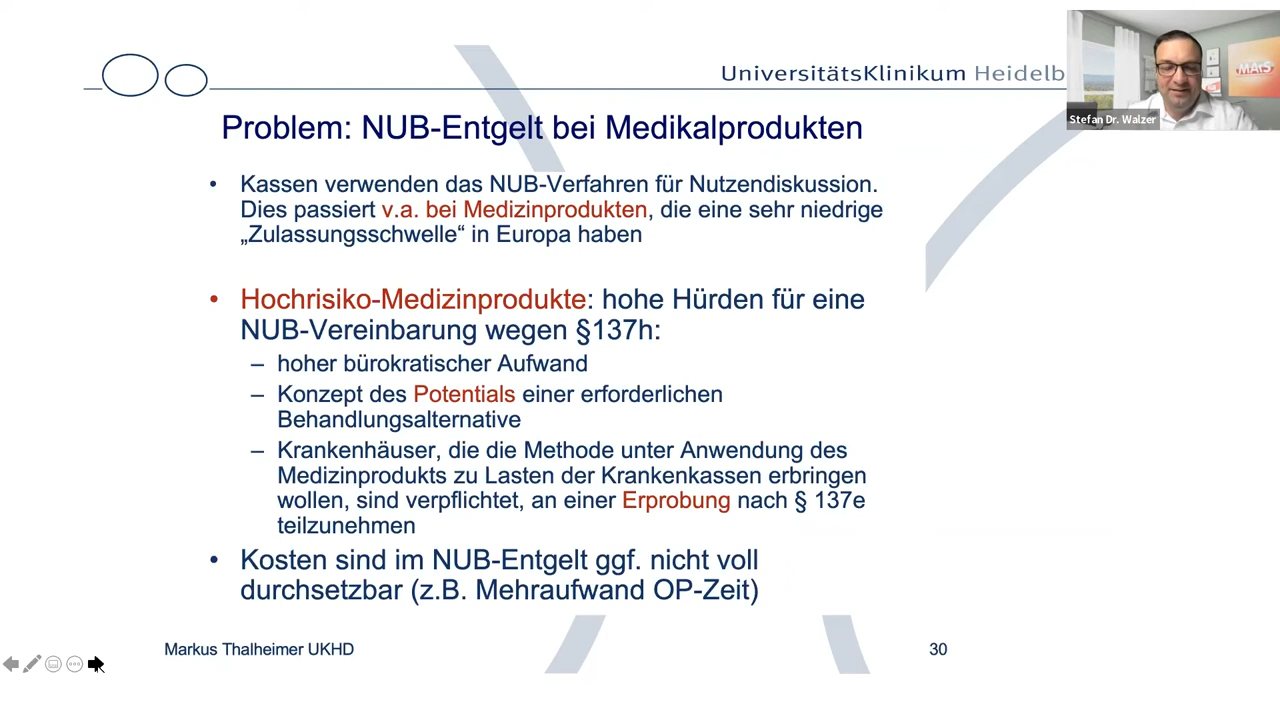 UniversitätsKlinikum Heidelb
MAIS
Stefan Dr. Walzer
Problem: NUB-Entgelt bei Medikalprodukten
• Kassen verwenden das NUB-Verfahren für Nutzendiskussion.
Dies passiert v.a. bei Medizinprodukten, die eine sehr niedrige
„Zulassungsschwelle“ in Europa haben
• Hochrisiko-Medizinprodukte: hohe Hürden für eine
NUB-Vereinbarung wegen §137h:
– hoher bürokratischer Aufwand
– Konzept des Potentials einer erforderlichen
Behandlungsalternative
– Krankenhäuser, die die Methode unter Anwendung des
Medizinprodukts zu Lasten der Krankenkassen erbringen
wollen, sind verpflichtet, an einer Erprobung nach § 137e
teilzunehmen
• Kosten sind im NUB-Entgelt ggf. nicht voll
durchsetzbar (z.B. Mehraufwand OP-Zeit)
Markus Thalheimer UKHD
30